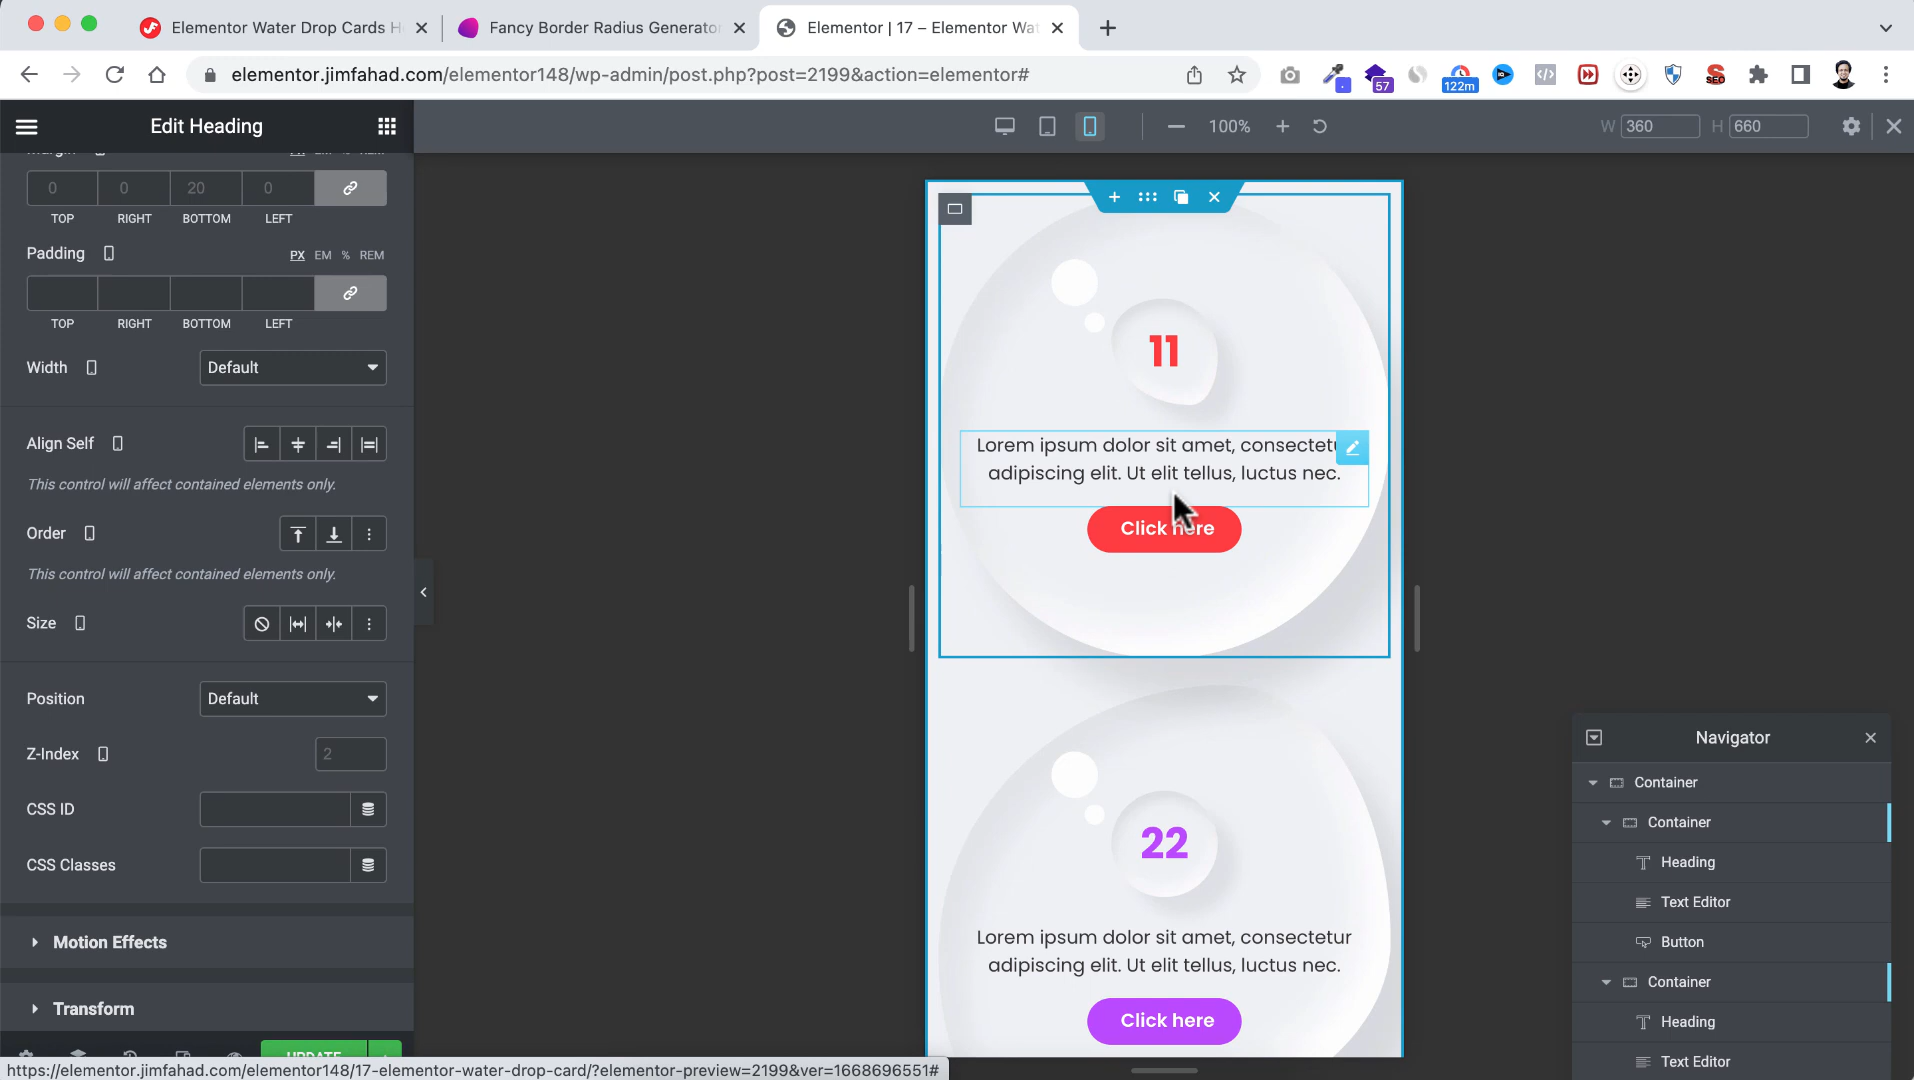 Elementor Water Drop Cards H
Fancy Border Radius Generator
Elementor | 17 – Elementor Wat
elementor.jimfahad.com/elementor148/wp-admin/post.php?post=2199&action=elementor#
57
122m
SEO
Edit Heading
100%
W 360
H 660
Margin
PX EM % REM
0 0 20 0
TOP RIGHT BOTTOM LEFT
Padding
PX EM % REM
TOP RIGHT BOTTOM LEFT
Width
Default
Align Self
This control will affect contained elements only.
Order
This control will affect contained elements only.
Size
Position
Default
Z-Index
2
CSS ID
CSS Classes
Motion Effects
Transform
UPDATE
11
Lorem ipsum dolor sit amet, consectetu
adipiscing elit. Ut elit tellus, luctus nec.
Click here
22
Lorem ipsum dolor sit amet, consectetur
adipiscing elit. Ut elit tellus, luctus nec.
Click here
Navigator
Container
Container
Heading
Text Editor
Button
Container
Heading
Text Editor
https://elementor.jimfahad.com/elementor148/17-elementor-water-drop-card/?elementor-preview=2199&ver=1668696551#